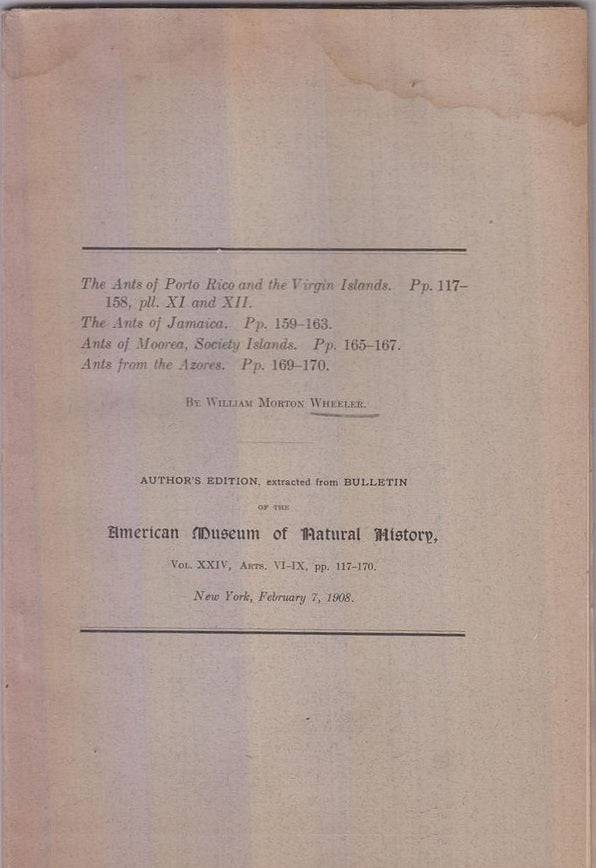 The Ants of Porto Rico and the Virgin Islands. Pp. 117–
158, pll. XI and XII.
The Ants of Jamaica. Pp. 159–163.
Ants of Moorea, Society Islands. Pp. 165–167.
Ants from the Azores. Pp. 169–170.
By William Morton Wheeler.
AUTHOR'S EDITION, extracted from BULLETIN
OF THE
American Museum of Natural History,
Vol. XXIV, Arts. VI–IX, pp. 117–170.
New York, February 7, 1908.